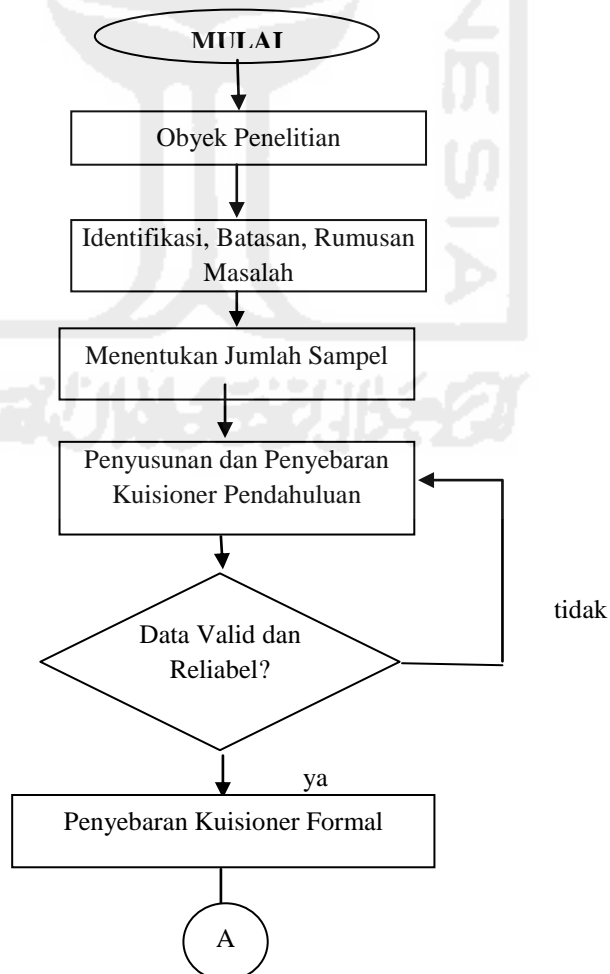 MULAI
NESIA
Obyek Penelitian
Identifikasi, Batasan, Rumusan
Masalah
Menentukan Jumlah Sampel
Penyusunan dan Penyebaran
Kuisioner Pendahuluan
tidak
Data Valid dan
Reliabel?
ya
Penyebaran Kuisioner Formal
A